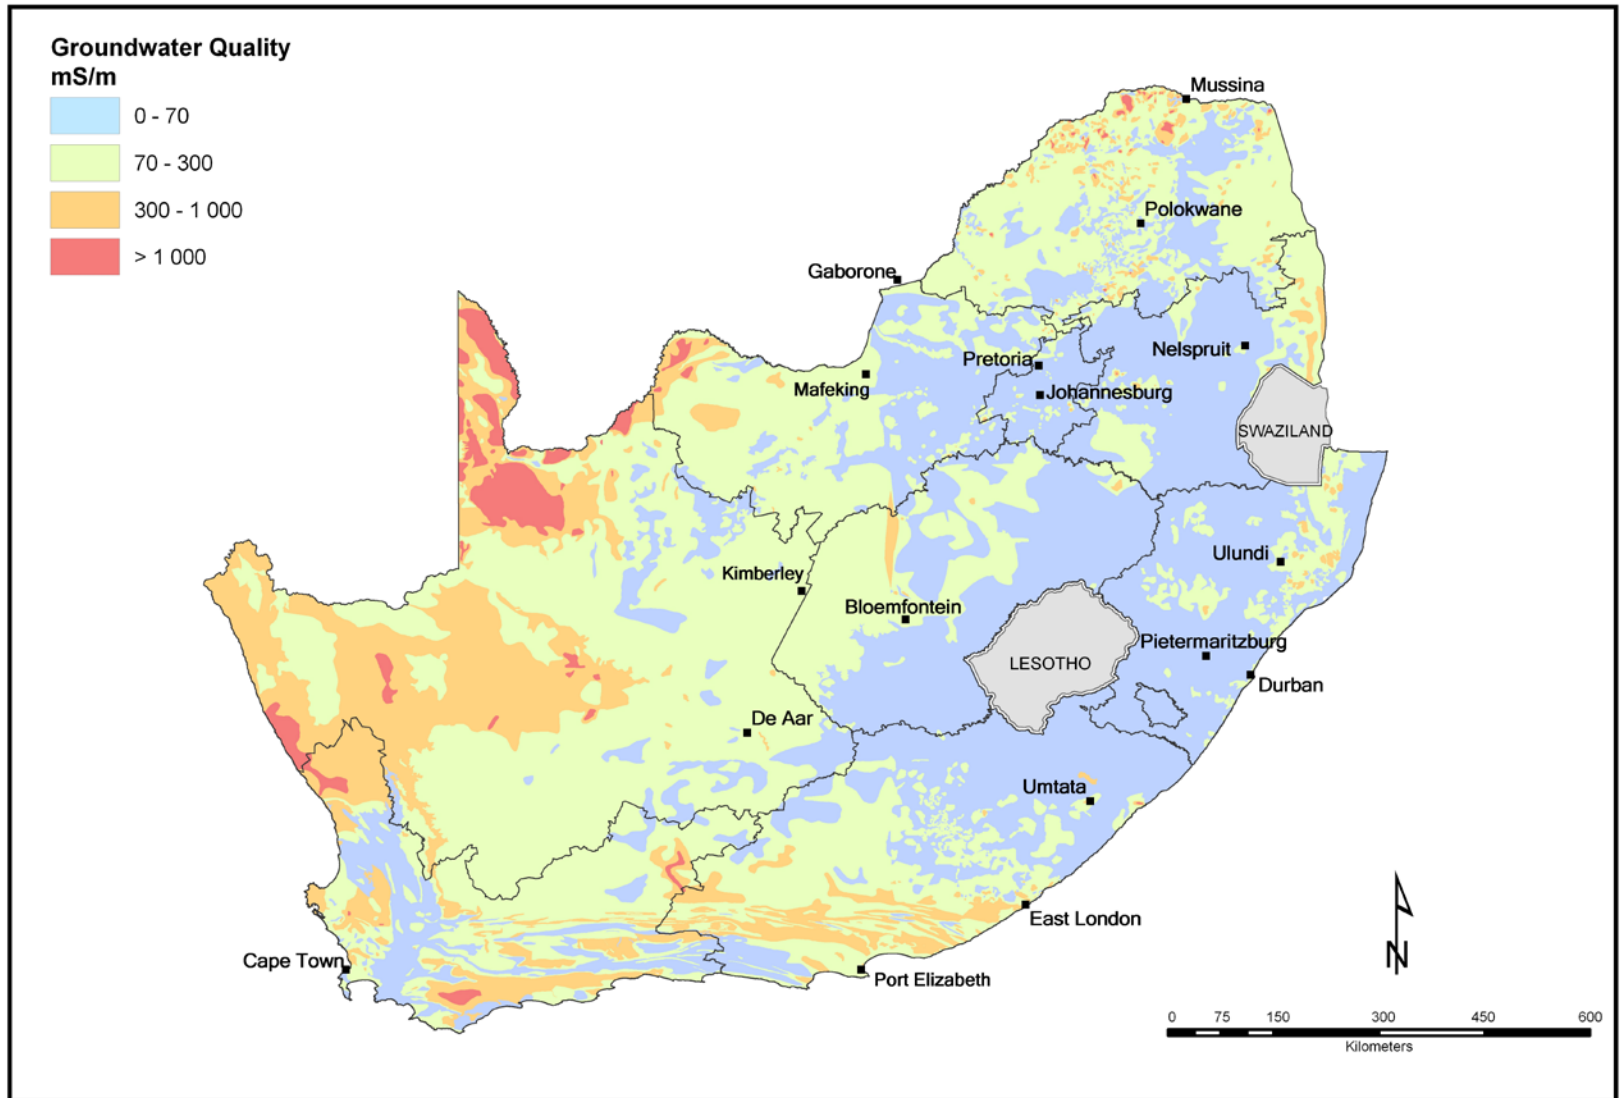 Groundwater Quality
mS/m
0 - 70
70 - 300
300 - 1 000
> 1 000
Mussina
Polokwane
Gaborone
Pretoria
Nelspruit
Mafeking
Johannesburg
SWAZILAND
Ulundi
Kimberley
Bloemfontein
Pietermaritzburg
LESOTHO
Durban
De Aar
Umtata
East London
Cape Town
Port Elizabeth
N
0 75 150 300 450 600
Kilometers